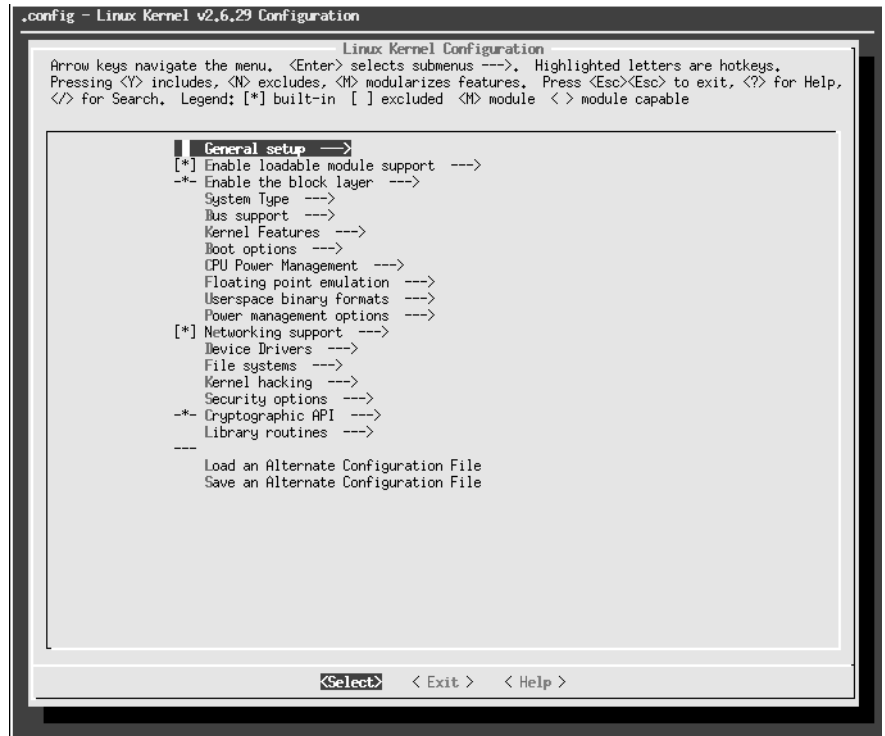 .config - Linux Kernel v2.6.29 Configuration
Linux Kernel Configuration
Arrow keys navigate the menu. <Enter> selects submenus --->. Highlighted letters are hotkeys.
Pressing <Y> includes, <N> excludes, <M> modularizes features. Press <Esc><Esc> to exit, <?> for Help,
</> for Search. Legend: [*] built-in [ ] excluded <M> module < > module capable
General setup --->
[*] Enable loadable module support --->
-*- Enable the block layer --->
System Type --->
Bus support --->
Kernel Features --->
Boot options --->
CPU Power Management --->
Floating point emulation --->
Userspace binary formats --->
Power management options --->
[*] Networking support --->
Device Drivers --->
File systems --->
Kernel hacking --->
Security options --->
-*- Cryptographic API --->
Library routines --->
---
Load an Alternate Configuration File
Save an Alternate Configuration File
<Select> < Exit > < Help >